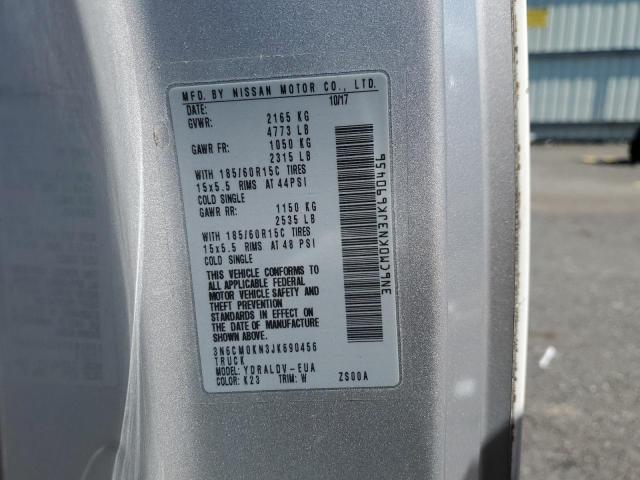 MFD. BY NISSAN MOTOR CO., LTD.
DATE: 10/17
GVWR: 2165 KG
4773 LB
GAWR FR: 1050 KG
2315 LB
WITH 185/60R15C TIRES
15x5.5 RIMS AT 44PSI
COLD SINGLE
GAWR RR: 1150 KG
2535 LB
WITH 185/60R15C TIRES
15x5.5 RIMS AT 48 PSI
COLD SINGLE
THIS VEHICLE CONFORMS TO
ALL APPLICABLE FEDERAL
MOTOR VEHICLE SAFETY AND
THEFT PREVENTION
STANDARDS IN EFFECT ON
THE DATE OF MANUFACTURE
SHOWN ABOVE.
3N6CM0KN3JK690456
TRUCK
MODEL: YDRALDV-EUA
COLOR: K23 TRIM: W ZS00A
3N6CM0KN3JK690456